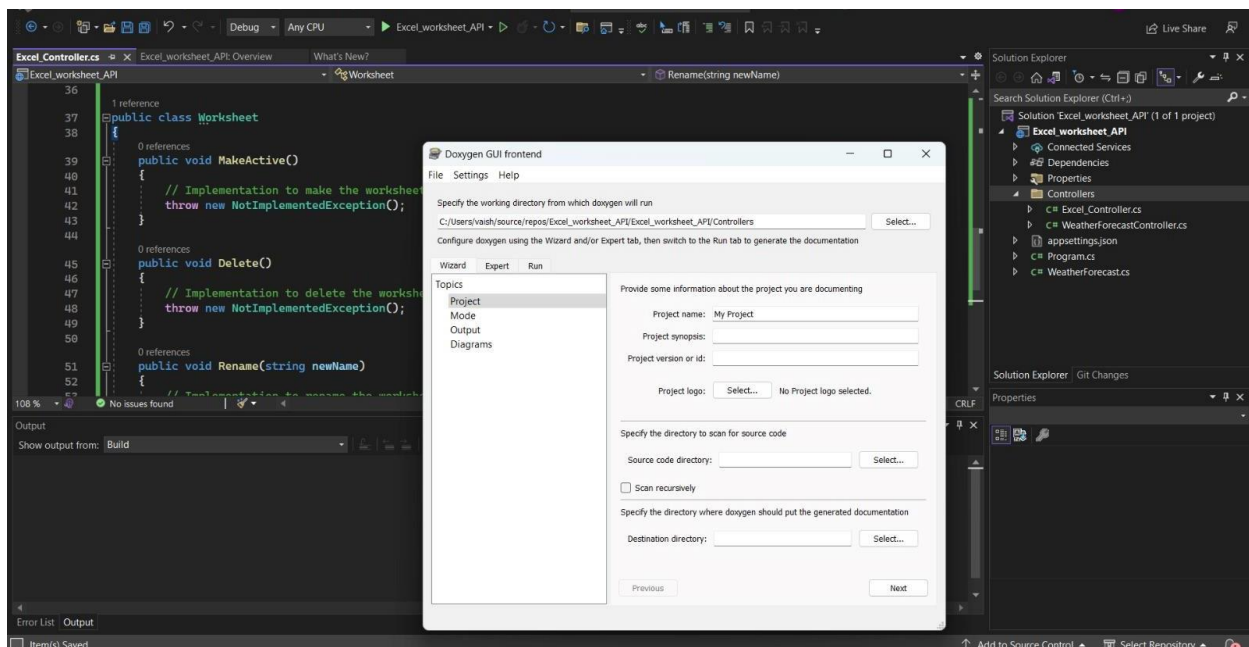 Debug Any CPU Excel_worksheet_API Live Share
Excel_Controller.cs Excel_worksheet_API: Overview What's New?
Excel_worksheet_API Worksheet Rename(string newName)
36
1 reference
37 public class Worksheet
38 {
0 references
39 public void MakeActive()
40 {
41 // Implementation to make the worksheet
42 throw new NotImplementedException();
43 }
44
0 references
45 public void Delete()
46 {
47 // Implementation to delete the workshe
48 throw new NotImplementedException();
49 }
50
0 references
51 public void Rename(string newName)
52 {
53 // Implementation to rename the workshe
108 % No issues found CRLF
Output
Show output from: Build
Error List Output
Item(s) Saved Add to Source Control Select Repository
Doxygen GUI frontend
File Settings Help
Specify the working directory from which doxygen will run
C:/Users/vaish/source/repos/Excel_worksheet_API/Excel_worksheet_API/Controllers Select...
Configure doxygen using the Wizard and/or Expert tab, then switch to the Run tab to generate the documentation
Wizard Expert Run
Topics
Project
Mode
Output
Diagrams
Provide some information about the project you are documenting
Project name: My Project
Project synopsis:
Project version or id:
Project logo: Select... No Project logo selected.
Specify the directory to scan for source code
Source code directory: Select...
Scan recursively
Specify the directory where doxygen should put the generated documentation
Destination directory: Select...
Previous Next
Solution Explorer
Search Solution Explorer (Ctrl+;)
Solution 'Excel_worksheet_API' (1 of 1 project)
Excel_worksheet_API
Connected Services
Dependencies
Properties
Controllers
C# Excel_Controller.cs
C# WeatherForecastController.cs
appsettings.json
C# Program.cs
C# WeatherForecast.cs
Solution Explorer Git Changes
Properties